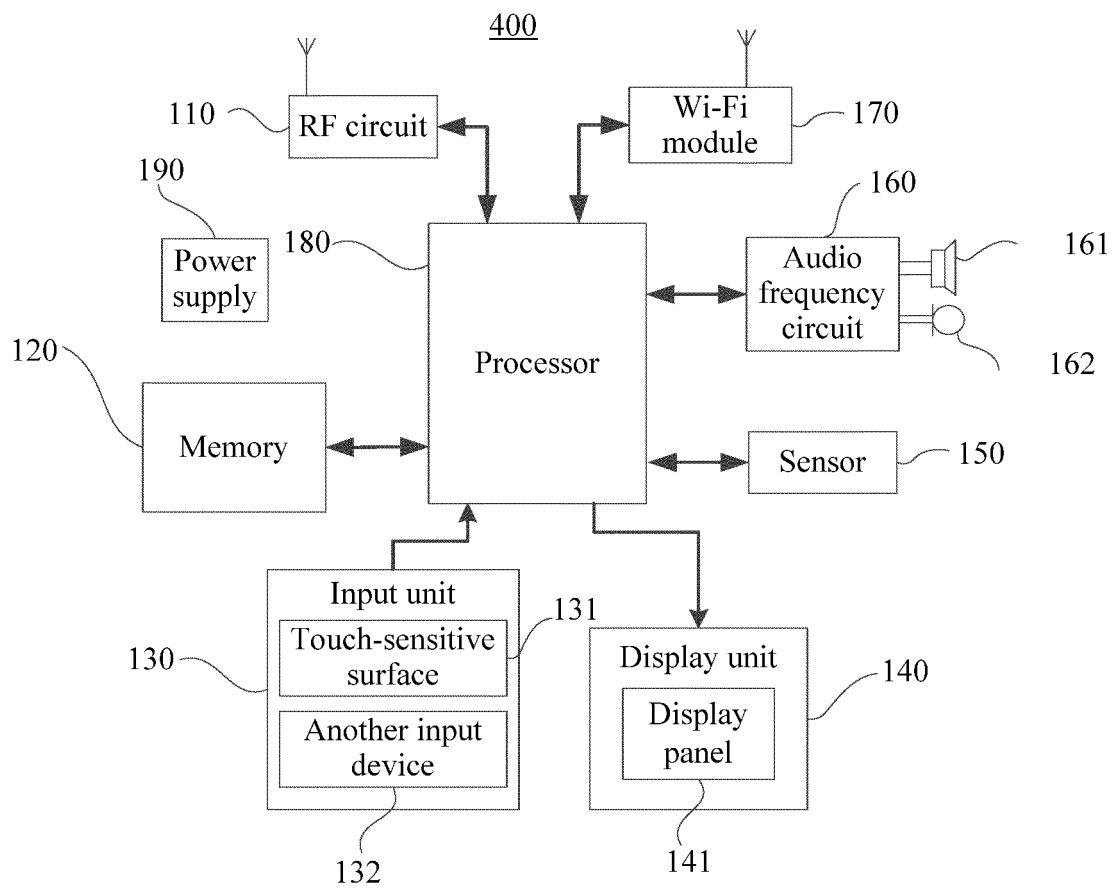 400
110
RF circuit
Wi-Fi
module
170
190
Power
supply
180
160
Audio
frequency
circuit
161
162
Processor
120
Memory
Sensor
150
Input unit
131
Touch-sensitive
surface
130
Another input
device
132
Display unit
140
Display
panel
141